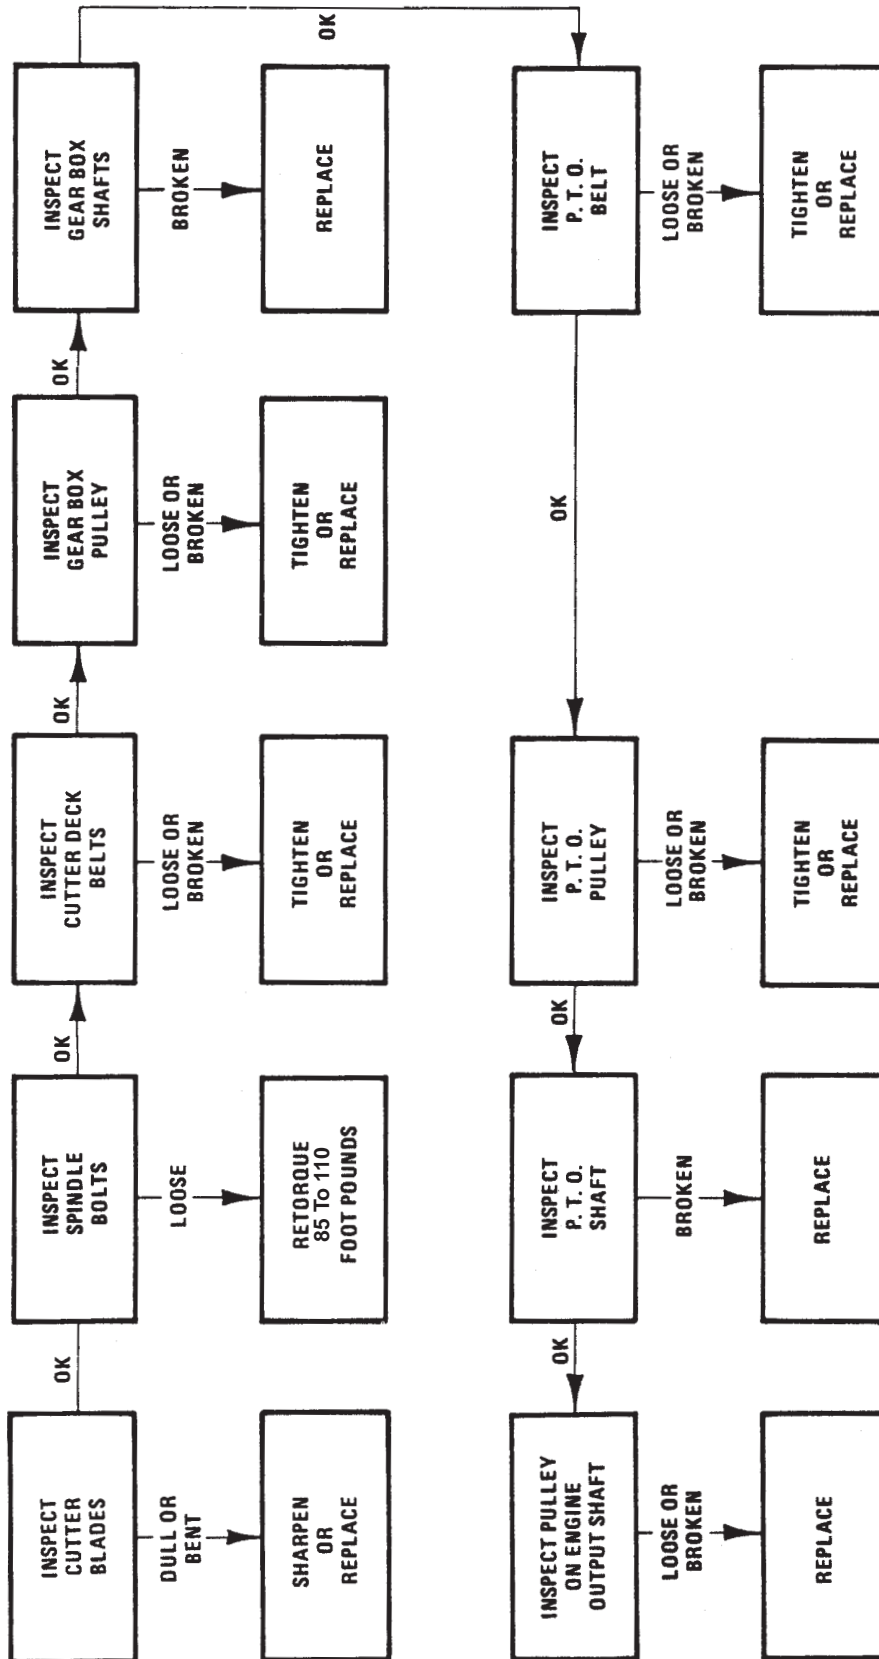 INSPECT
CUTTER
BLADES
OK
DULL OR
BENT
SHARPEN
OR
REPLACE
INSPECT
SPINDLE
BOLTS
OK
LOOSE
RETORQUE
85 To 110
FOOT POUNDS
INSPECT
CUTTER DECK
BELTS
OK
LOOSE OR
BROKEN
TIGHTEN
OR
REPLACE
INSPECT
GEAR BOX
PULLEY
OK
LOOSE OR
BROKEN
TIGHTEN
OR
REPLACE
INSPECT
GEAR BOX
SHAFTS
OK
BROKEN
REPLACE
INSPECT
P. T. O.
BELT
OK
LOOSE OR
BROKEN
TIGHTEN
OR
REPLACE
INSPECT
P. T. O.
PULLEY
OK
LOOSE OR
BROKEN
TIGHTEN
OR
REPLACE
INSPECT
P. T. O.
SHAFT
OK
BROKEN
REPLACE
INSPECT PULLEY
ON ENGINE
OUTPUT SHAFT
LOOSE OR
BROKEN
REPLACE